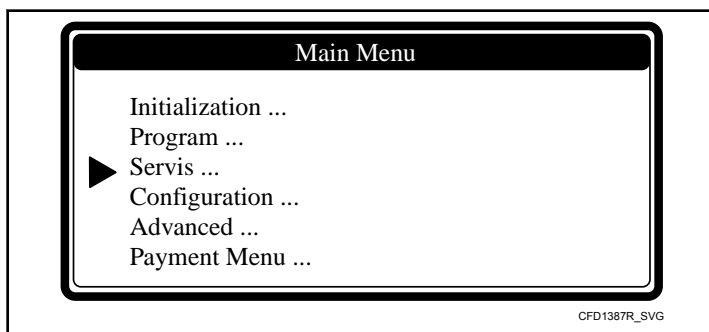 Main Menu
Initialization ...
Program ...
Servis ...
Configuration ...
Advanced ...
Payment Menu ...
CFD1387R_SVG